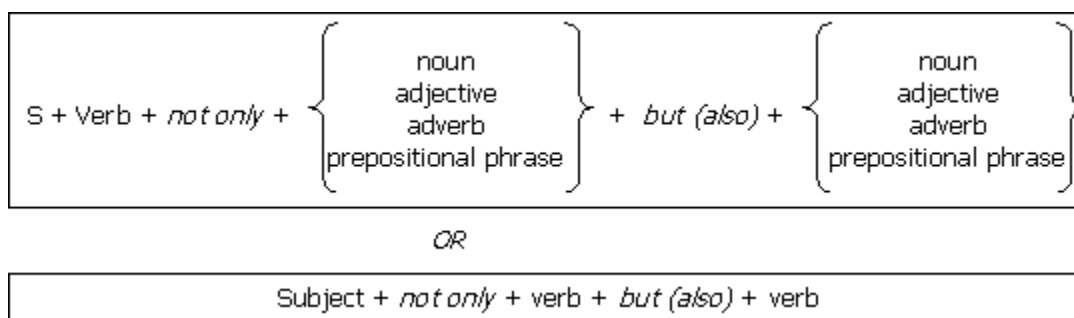 noun noun
adjective adjective
S + Verb + not only + + but (also) +
adverb adverb
prepositional phrase prepositional phrase
OR
Subject + not only + verb + but (also) + verb